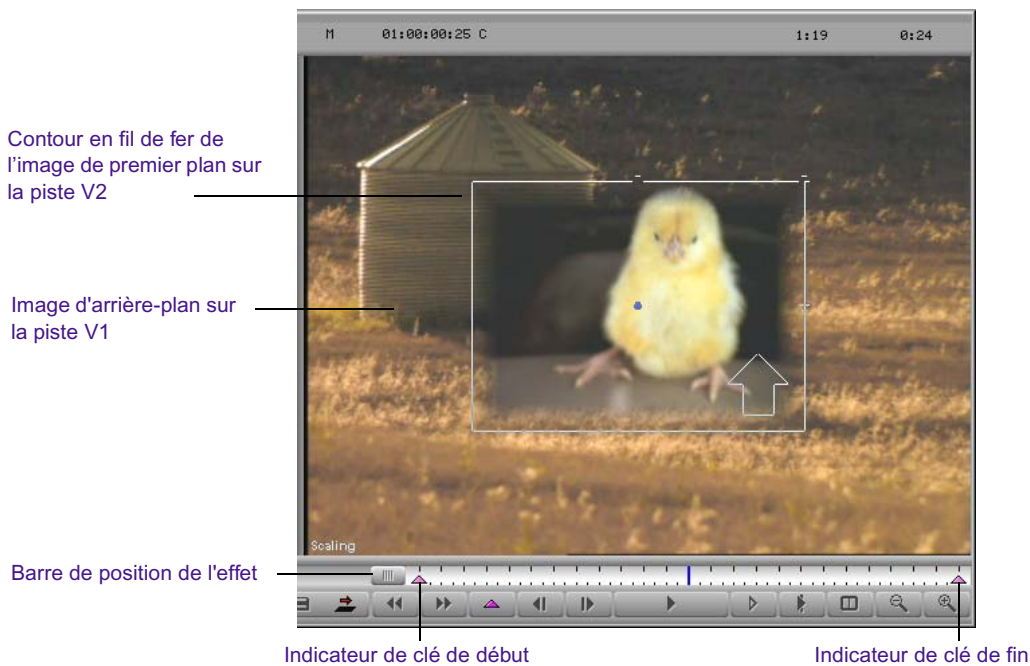 M 01:00:00:25 C 1:19 0:24
Contour en fil de fer de
l’image de premier plan sur
la piste V2
Image d'arrière-plan sur
la piste V1
Scaling
Barre de position de l'effet
Indicateur de clé de début
Indicateur de clé de fin